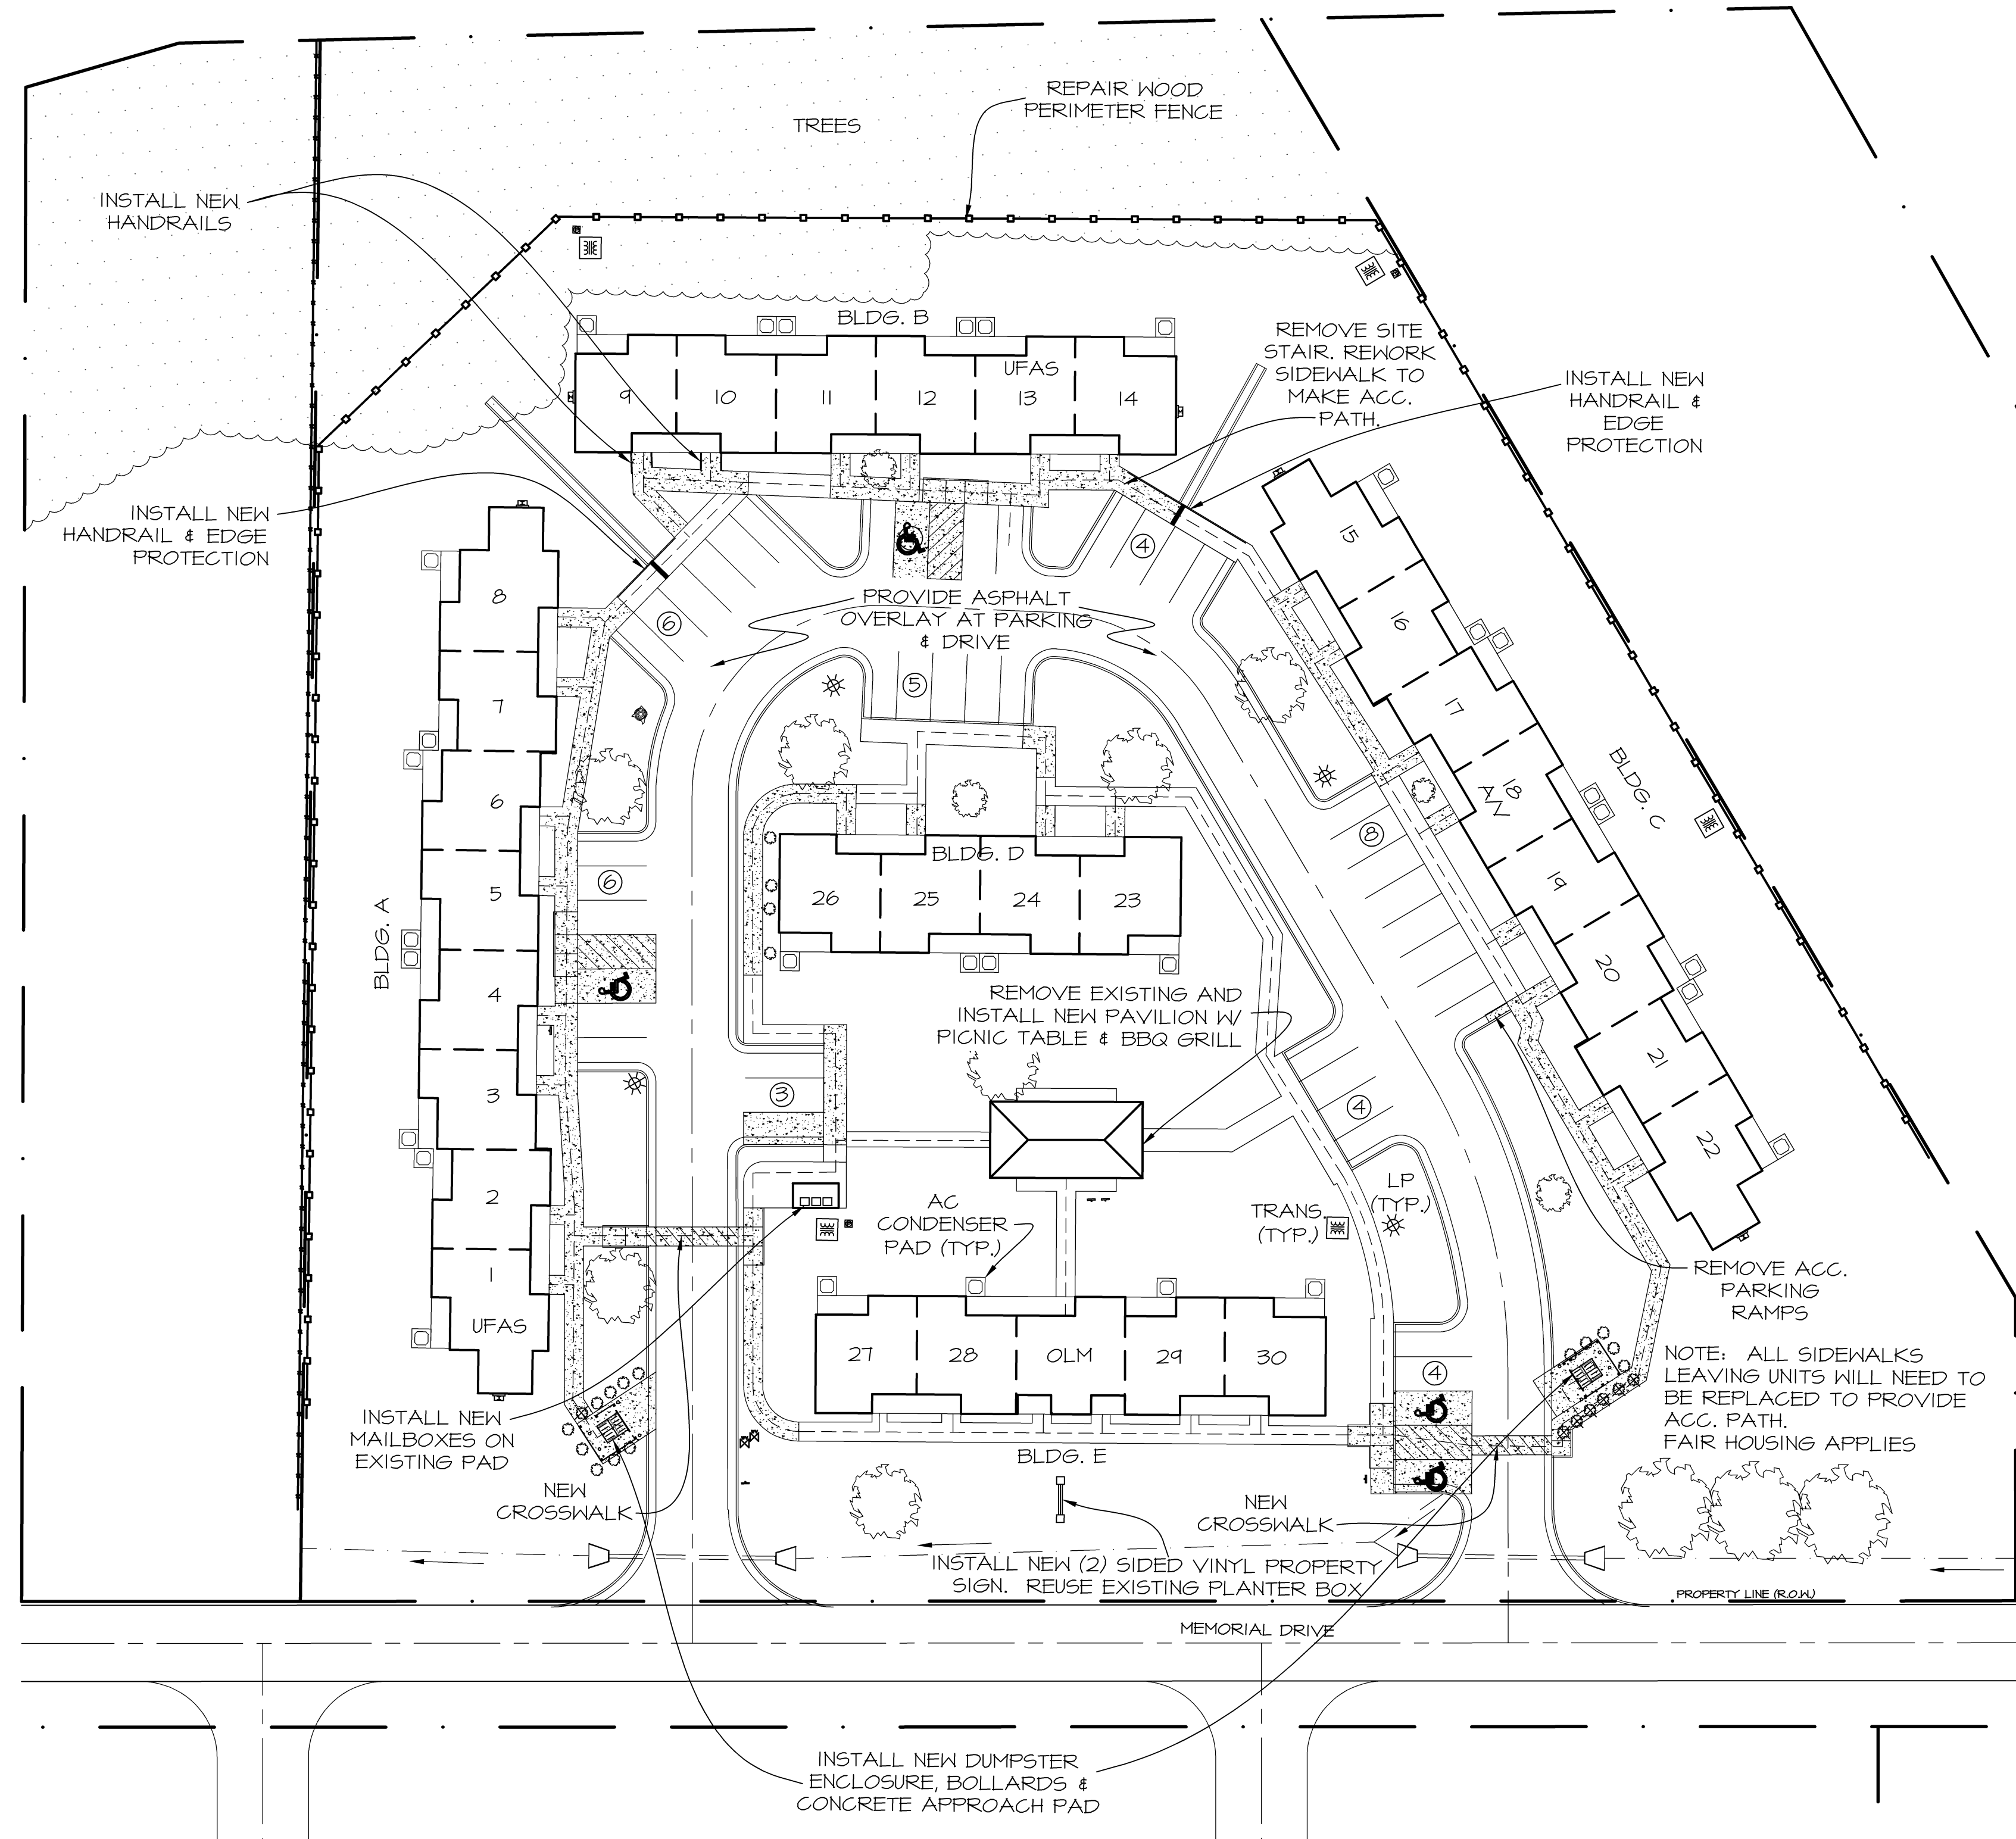 REPAIR WOOD
PERIMETER FENCE
TREES
INSTALL NEW
HANDRAILS
BLDG. B
UFAS
9
10
11
12
13
14
REMOVE SITE
STAIR. REWORK
SIDEWALK TO
MAKE ACC.
PATH.
INSTALL NEW
HANDRAIL &
EDGE
PROTECTION
INSTALL NEW
HANDRAIL & EDGE
PROTECTION
4
6
PROVIDE ASPHALT
OVERLAY AT PARKING
& DRIVE
5
8
7
6
5
4
3
2
1
UFAS
BLDG. A
6
15
16
17
18
A/V
19
20
21
22
BLDG. C
8
BLDG. D
26
25
24
23
REMOVE EXISTING AND
INSTALL NEW PAVILION W/
PICNIC TABLE & BBQ GRILL
3
4
AC
CONDENSER
PAD (TYP.)
TRANS.
(TYP.)
LP
(TYP.)
REMOVE ACC.
PARKING
RAMPS
27
28
OLM
29
30
4
NOTE: ALL SIDEWALKS
LEAVING UNITS WILL NEED TO
BE REPLACED TO PROVIDE
ACC. PATH.
FAIR HOUSING APPLIES
INSTALL NEW
MAILBOXES ON
EXISTING PAD
BLDG. E
NEW
CROSSWALK
NEW
CROSSWALK
INSTALL NEW (2) SIDED VINYL PROPERTY
SIGN. REUSE EXISTING PLANTER BOX
PROPERTY LINE (R.O.W.)
MEMORIAL DRIVE
INSTALL NEW DUMPSTER
ENCLOSURE, BOLLARDS &
CONCRETE APPROACH PAD